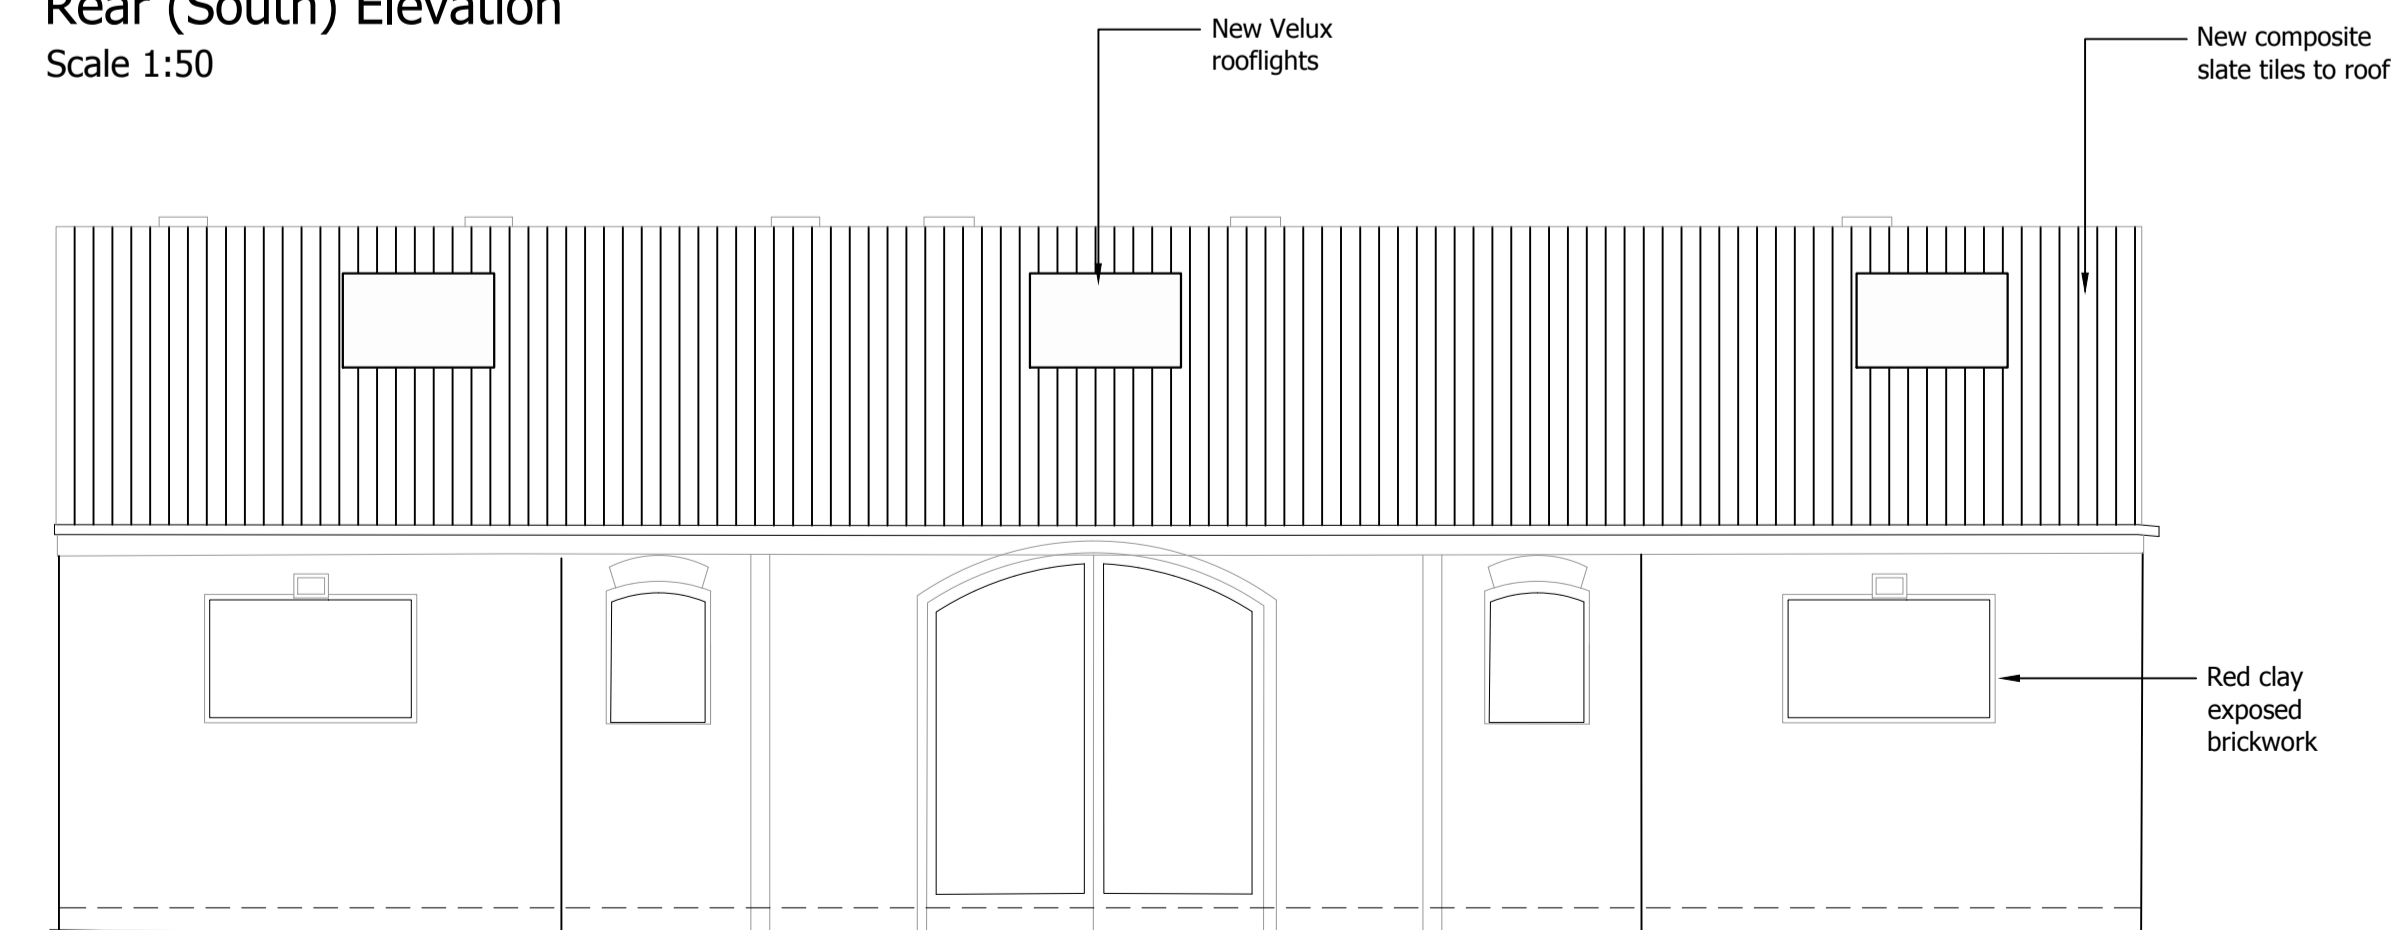 Rear (South) Elevation
Scale 1:50
New Velux
rooflights
New composite
slate tiles to roof
Red clay
exposed
brickwork